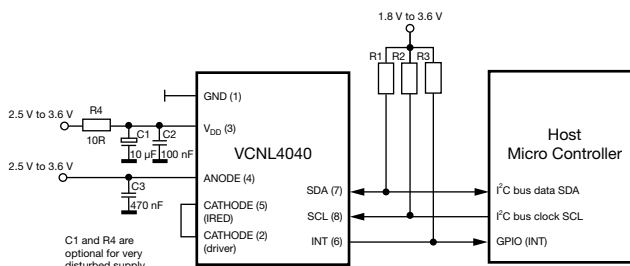 1.8 V to 3.6 V
R1 R2 R3
GND (1)
2.5 V to 3.6 V
R4
10R
C1
10 µF
C2
100 nF
VDD (3)
VCNL4040
Host
Micro Controller
2.5 V to 3.6 V
ANODE (4)
C3
470 nF
CATHODE (5)
(IRED)
CATHODE (2)
(driver)
SDA (7)
I2C bus data SDA
SCL (8)
I2C bus clock SCL
INT (6)
GPIO (INT)
C1 and R4 are
optional for very
disturbed supply